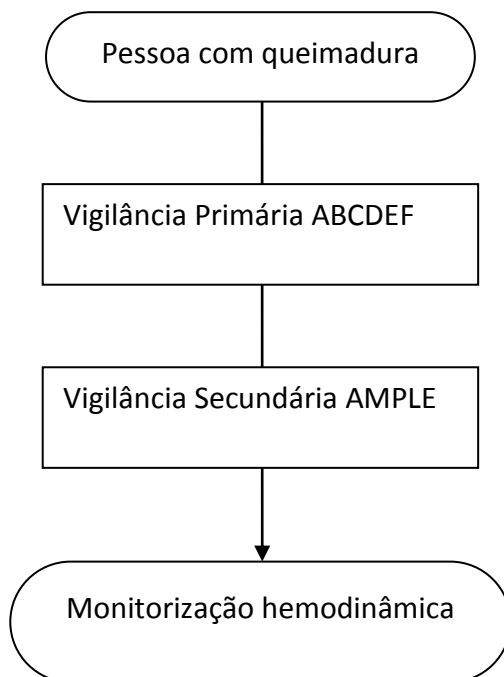 Pessoa com queimadura
Vigilância Primária ABCDEF
Vigilância Secundária AMPLE
Monitorização hemodinâmica